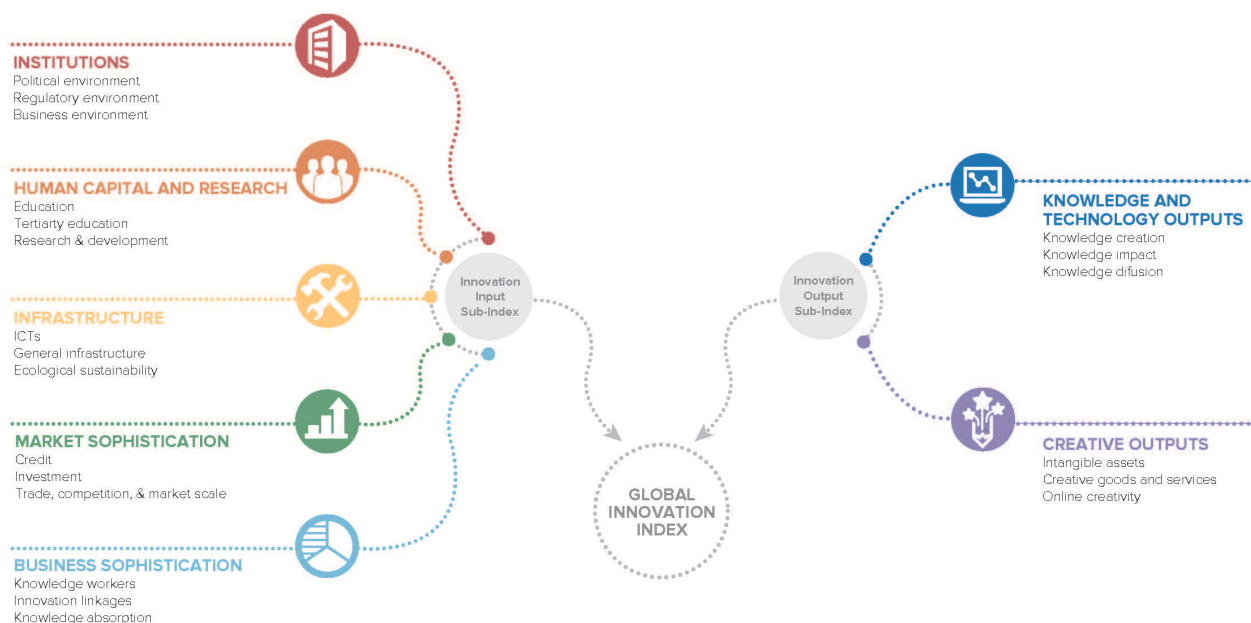 INSTITUTIONS
Political environment
Regulatory environment
Business environment
HUMAN CAPITAL AND RESEARCH
Education
Tertiarty education
Research & development
INFRASTRUCTURE
ICTs
General infrastructure
Ecological sustainability
MARKET SOPHISTICATION
Credit
Investment
Trade, competition, & market scale
BUSINESS SOPHISTICATION
Knowledge workers
Innovation linkages
Knowledge absorption
Innovation
Input
Sub-Index
GLOBAL
INNOVATION
INDEX
Innovation
Output
Sub-Index
KNOWLEDGE AND
TECHNOLOGY OUTPUTS
Knowledge creation
Knowledge impact
Knowledge difusion
CREATIVE OUTPUTS
Intangible assets
Creative goods and services
Online creativity